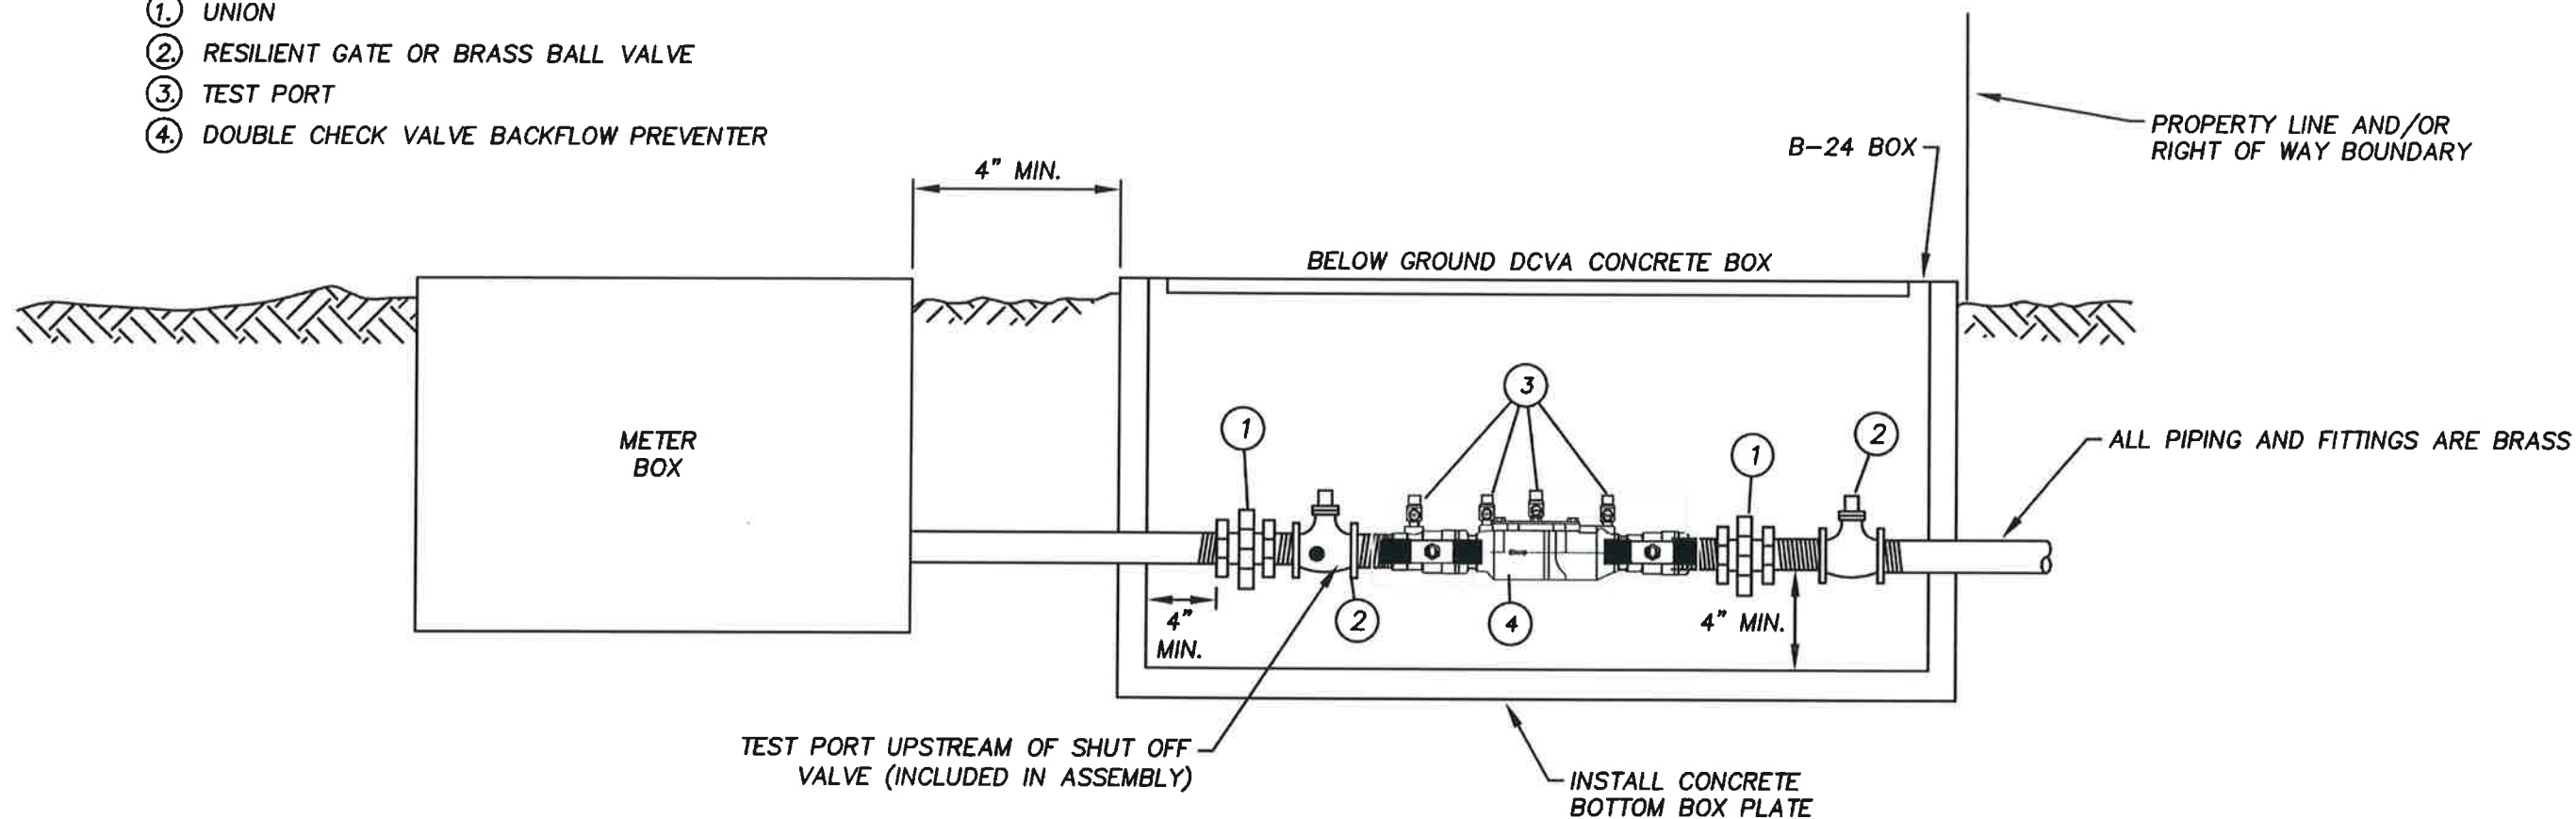 1. UNION
2. RESILIENT GATE OR BRASS BALL VALVE
3. TEST PORT
4. DOUBLE CHECK VALVE BACKFLOW PREVENTER
4" MIN.
B-24 BOX
PROPERTY LINE AND/OR
RIGHT OF WAY BOUNDARY
BELOW GROUND DCVA CONCRETE BOX
METER
BOX
1
3
1
2
ALL PIPING AND FITTINGS ARE BRASS
4"
MIN.
2
4
4" MIN.
TEST PORT UPSTREAM OF SHUT OFF
VALVE (INCLUDED IN ASSEMBLY)
INSTALL CONCRETE
BOTTOM BOX PLATE